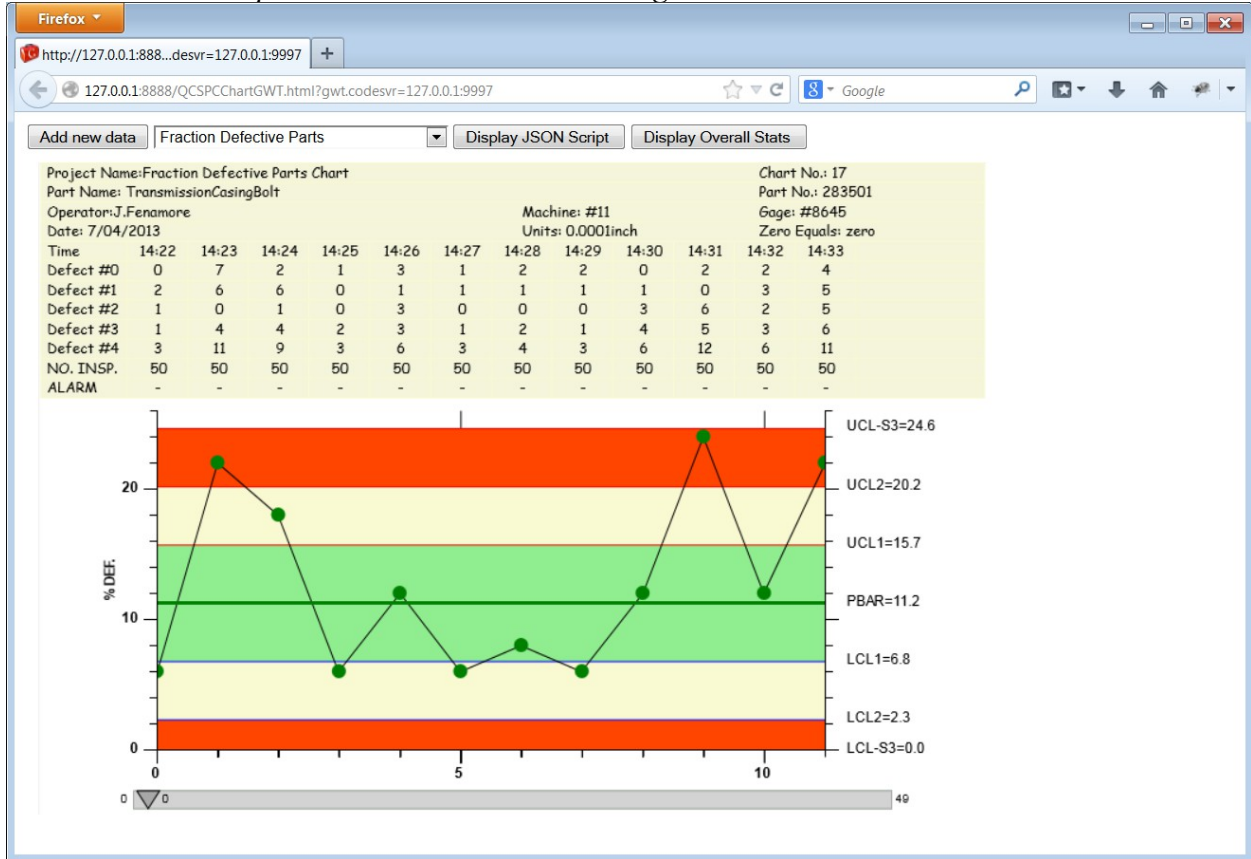 Firefox
http://127.0.0.1:888...desvr=127.0.0.1:9997
127.0.0.1:8888/QCSPCChartGWT.html?gwt.codesvr=127.0.0.1:9997 Google
Add new data Fraction Defective Parts Display JSON Script Display Overall Stats
Project Name:Fraction Defective Parts Chart Chart No.: 17
Part Name: TransmissionCasingBolt Part No.: 283501
Operator:J.Fenamore Machine: #11 Gage: #8645
Date: 7/04/2013 Units: 0.0001inch Zero Equals: zero
Time 14:22 14:23 14:24 14:25 14:26 14:27 14:28 14:29 14:30 14:31 14:32 14:33
Defect #0 0 7 2 1 3 1 2 2 0 2 2 4
Defect #1 2 6 6 0 1 1 1 1 1 0 3 5
Defect #2 1 0 1 0 3 0 0 0 3 6 2 5
Defect #3 1 4 4 2 3 1 2 1 4 5 3 6
Defect #4 3 11 9 3 6 3 4 3 6 12 6 11
NO. INSP. 50 50 50 50 50 50 50 50 50 50 50 50
ALARM - - - - - - - - - - - -
UCL-S3=24.6
20 UCL2=20.2
UCL1=15.7
% DEF.
PBAR=11.2
10
LCL1=6.8
LCL2=2.3
0 LCL-S3=0.0
0 5 10
0 0 49